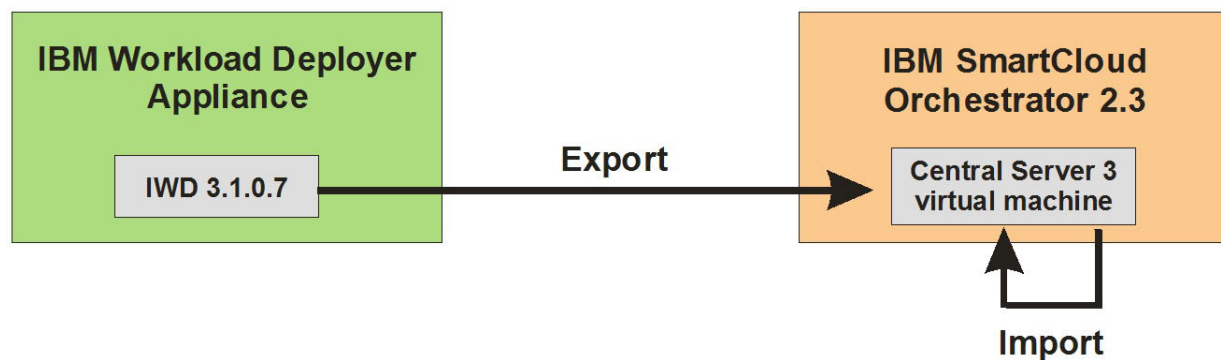 IBM Workload Deployer
Appliance
IWD 3.1.0.7
Export
IBM SmartCloud
Orchestrator 2.3
Central Server 3
virtual machine
Import